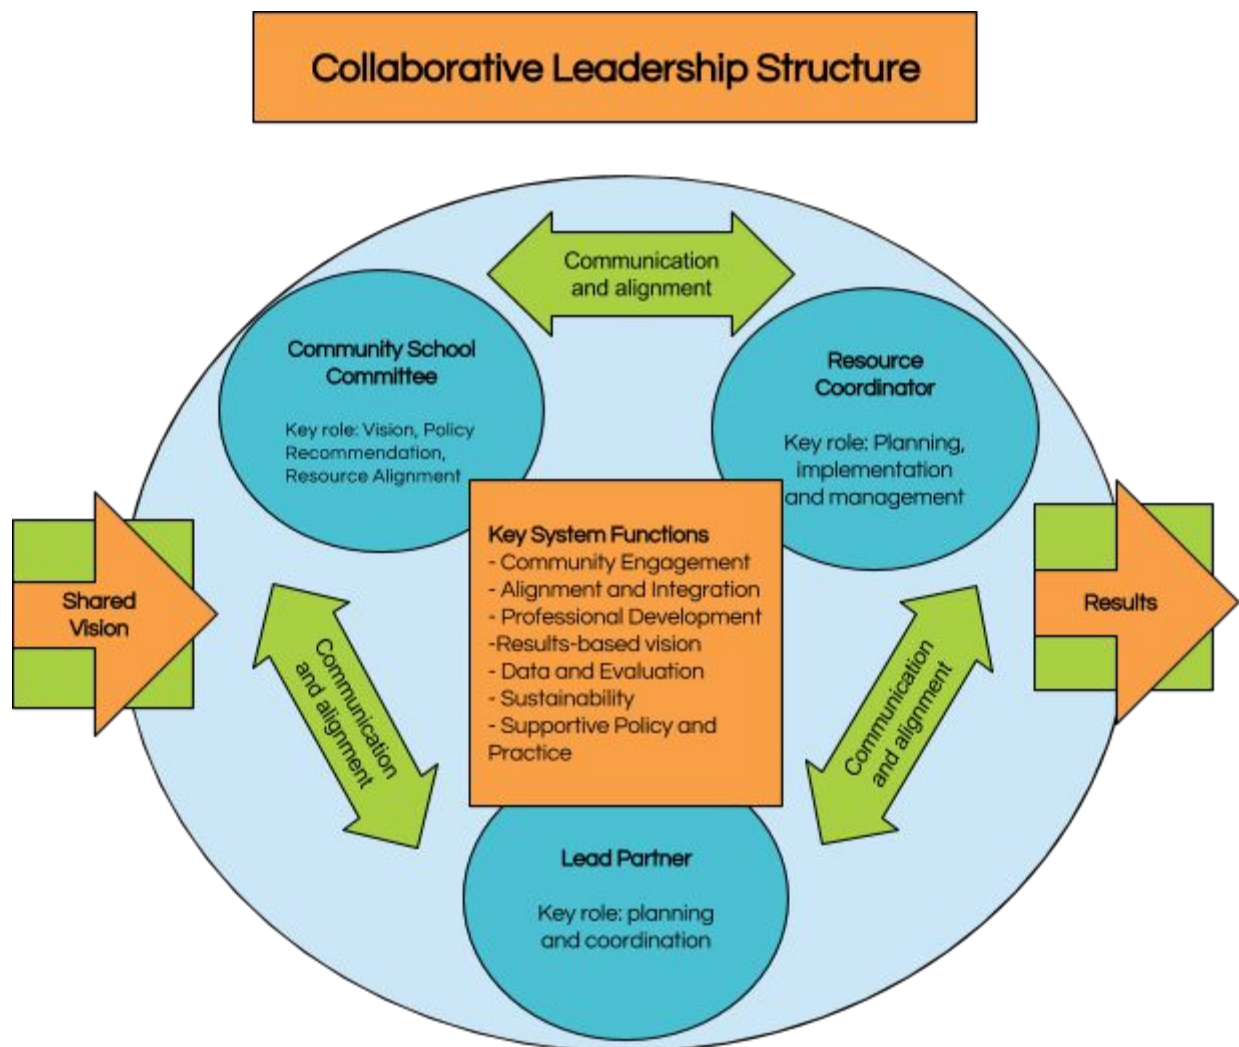 Collaborative Leadership Structure
Communication
and alignment
Community School
Committee
Key role: Vision, Policy
Recommendation,
Resource Alignment
Resource
Coordinator
Key role: Planning,
implementation
and management
Shared
Vision
Key System Functions
- Community Engagement
- Alignment and Integration
- Professional Development
-Results-based vision
- Data and Evaluation
- Sustainability
- Supportive Policy and
Practice
Results
Communication
and alignment
Communication
and alignment
Lead Partner
Key role: planning
and coordination